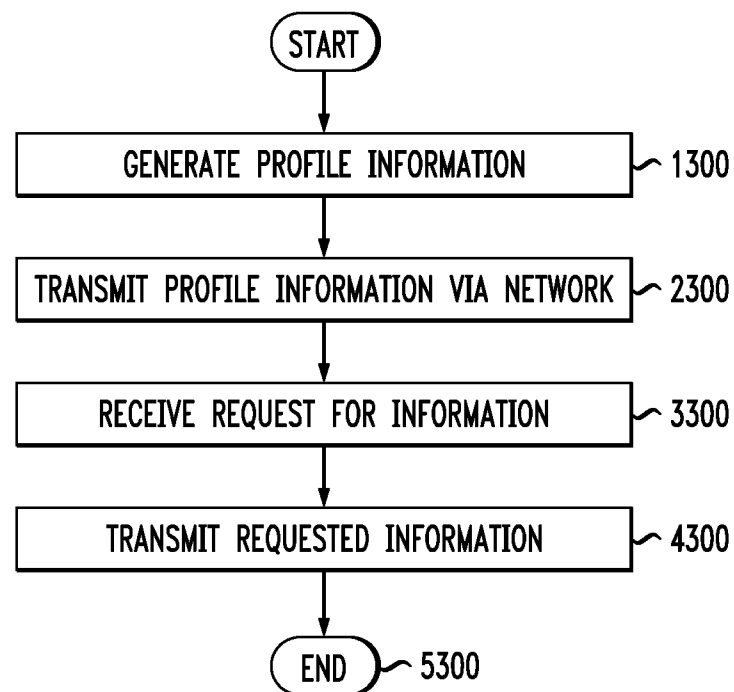 START
GENERATE PROFILE INFORMATION 1300
TRANSMIT PROFILE INFORMATION VIA NETWORK 2300
RECEIVE REQUEST FOR INFORMATION 3300
TRANSMIT REQUESTED INFORMATION 4300
END 5300